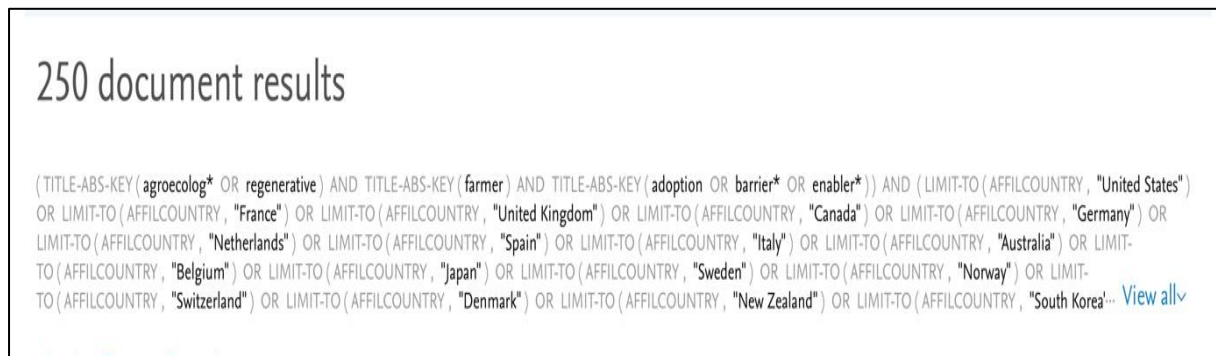 250 document results
(TITLE-ABS-KEY(agroecolog* OR regenerative) AND TITLE-ABS-KEY(farmer) AND TITLE-ABS-KEY(adoption OR barrier* OR enabler*)) AND (LIMIT-TO(AFFILCOUNTRY, "United States")
OR LIMIT-TO(AFFILCOUNTRY, "France") OR LIMIT-TO(AFFILCOUNTRY, "United Kingdom") OR LIMIT-TO(AFFILCOUNTRY, "Canada") OR LIMIT-TO(AFFILCOUNTRY, "Germany") OR
LIMIT-TO(AFFILCOUNTRY, "Netherlands") OR LIMIT-TO(AFFILCOUNTRY, "Spain") OR LIMIT-TO(AFFILCOUNTRY, "Italy") OR LIMIT-TO(AFFILCOUNTRY, "Australia") OR LIMIT-
TO(AFFILCOUNTRY, "Belgium") OR LIMIT-TO(AFFILCOUNTRY, "Japan") OR LIMIT-TO(AFFILCOUNTRY, "Sweden") OR LIMIT-TO(AFFILCOUNTRY, "Norway") OR LIMIT-
TO(AFFILCOUNTRY, "Switzerland") OR LIMIT-TO(AFFILCOUNTRY, "Denmark") OR LIMIT-TO(AFFILCOUNTRY, "New Zealand") OR LIMIT-TO(AFFILCOUNTRY, "South Korea'... View all